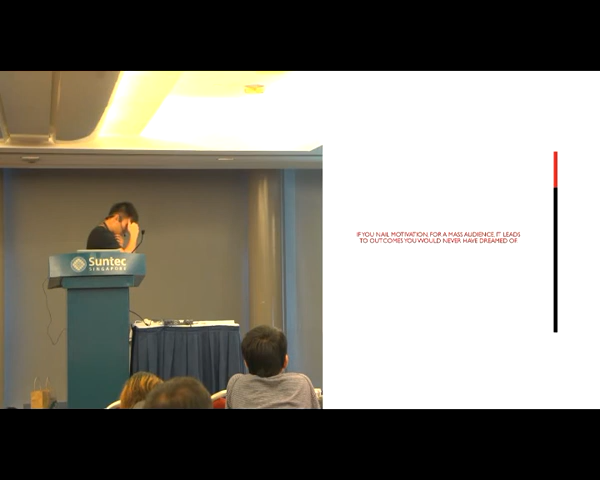 Suntec
SINGAPORE
IF YOU NAIL MOTIVATION FOR A MASS AUDIENCE, IT LEADS
TO OUTCOMES YOU WOULD NEVER HAVE DREAMED OF